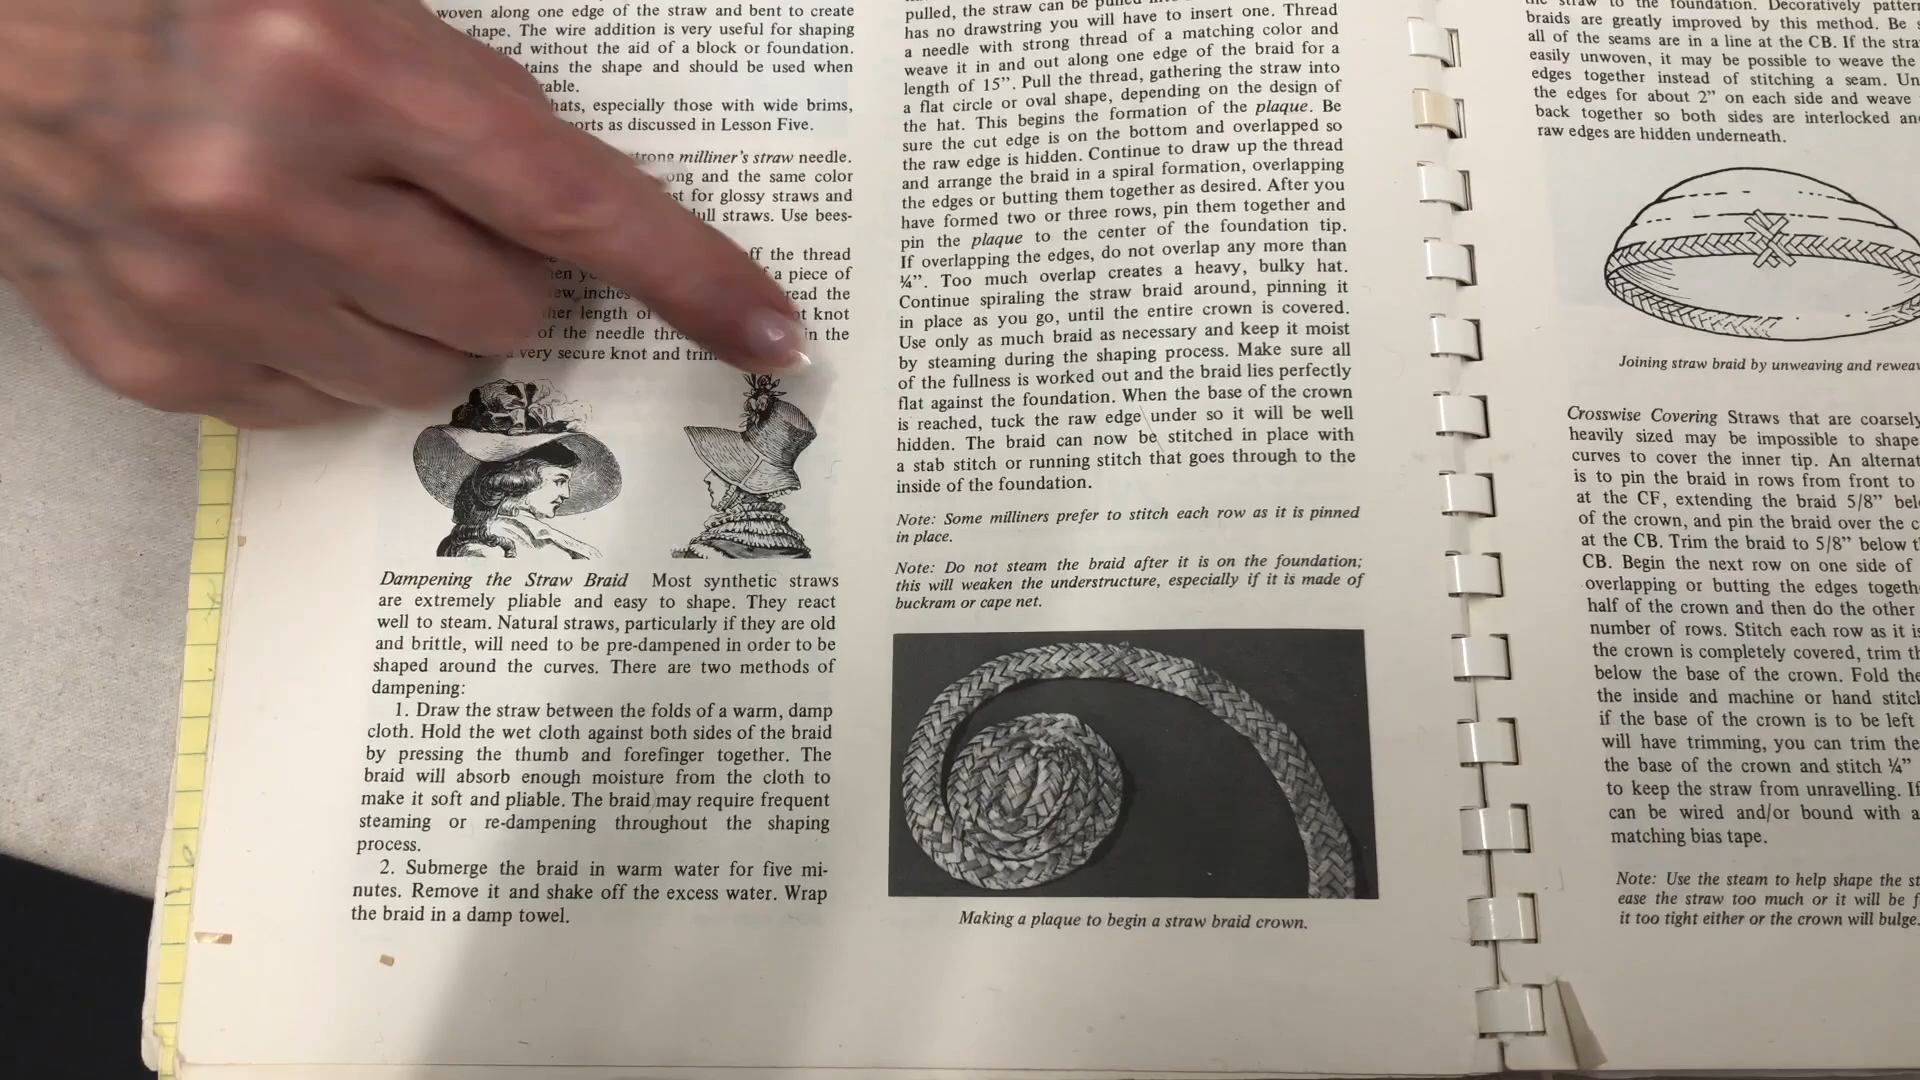 woven along one edge of the straw and bent to create
shape. The wire addition is very useful for shaping
hand without the aid of a block or foundation.
tains the shape and should be used when
rable.
hats, especially those with wide brims,
orts as discussed in Lesson Five.
strong milliner's straw needle.
ong and the same color
st for glossy straws and
ull straws. Use bees-
ff the thread
a piece of
ew inches read the
her length of t knot
of the needle in the
very secure knot and trim
Dampening the Straw Braid Most synthetic straws
are extremely pliable and easy to shape. They react
well to steam. Natural straws, particularly if they are old
and brittle, will need to be pre-dampened in order to be
shaped around the curves. There are two methods of
dampening:
1. Draw the straw between the folds of a warm, damp
cloth. Hold the wet cloth against both sides of the braid
by pressing the thumb and forefinger together. The
braid will absorb enough moisture from the cloth to
make it soft and pliable. The braid may require frequent
steaming or re-dampening throughout the shaping
process.
2. Submerge the braid in warm water for five mi-
nutes. Remove it and shake off the excess water. Wrap
the braid in a damp towel.
pulled, the straw can be
has no drawstring you will have to insert one. Thread
a needle with strong thread of a matching color and
weave it in and out along one edge of the braid for a
length of 15”. Pull the thread, gathering the straw into
a flat circle or oval shape, depending on the design of
the hat. This begins the formation of the plaque. Be
sure the cut edge is on the bottom and overlapped so
the raw edge is hidden. Continue to draw up the thread
and arrange the braid in a spiral formation, overlapping
the edges or butting them together as desired. After you
have formed two or three rows, pin them together and
pin the plaque to the center of the foundation tip.
If overlapping the edges, do not overlap any more than
¼”. Too much overlap creates a heavy, bulky hat.
Continue spiraling the straw braid around, pinning it
in place as you go, until the entire crown is covered.
Use only as much braid as necessary and keep it moist
by steaming during the shaping process. Make sure all
of the fullness is worked out and the braid lies perfectly
flat against the foundation. When the base of the crown
is reached, tuck the raw edge under so it will be well
hidden. The braid can now be stitched in place with
a stab stitch or running stitch that goes through to the
inside of the foundation.
Note: Some milliners prefer to stitch each row as it is pinned
in place.
Note: Do not steam the braid after it is on the foundation;
this will weaken the understructure, especially if it is made of
buckram or cape net.
Making a plaque to begin a straw braid crown.
the straw to the foundation. Decoratively pattern
braids are greatly improved by this method. Be
all of the seams are in a line at the CB. If the stra
easily unwoven, it may be possible to weave the
edges together instead of stitching a seam. Un
the edges for about 2” on each side and weave
back together so both sides are interlocked an
raw edges are hidden underneath.
Joining straw braid by unweaving and reweav
Crosswise Covering Straws that are coarsely
heavily sized may be impossible to shape
curves to cover the inner tip. An alternat
is to pin the braid in rows from front to
at the CF, extending the braid 5/8” bel
of the crown, and pin the braid over the c
at the CB. Trim the braid to 5/8” below t
CB. Begin the next row on one side of
overlapping or butting the edges togeth
half of the crown and then do the other
number of rows. Stitch each row as it is
the crown is completely covered, trim th
below the base of the crown. Fold the
the inside and machine or hand stitch
if the base of the crown is to be left
will have trimming, you can trim the
the base of the crown and stitch ¼”
to keep the straw from unravelling. If
can be wired and/or bound with a
matching bias tape.
Note: Use the steam to help shape the st
ease the straw too much or it will be f
it too tight either or the crown will bulge.